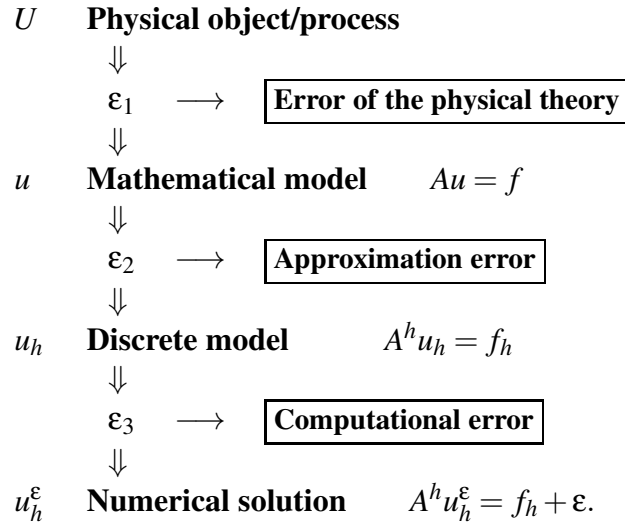 U Physical object/process
⇓
ε₁ ⟶ Error of the physical theory
⇓
u Mathematical model Au = f
⇓
ε₂ ⟶ Approximation error
⇓
u_h Discrete model A^h u_h = f_h
⇓
ε₃ ⟶ Computational error
⇓
u_h^ε Numerical solution A^h u_h^ε = f_h + ε.